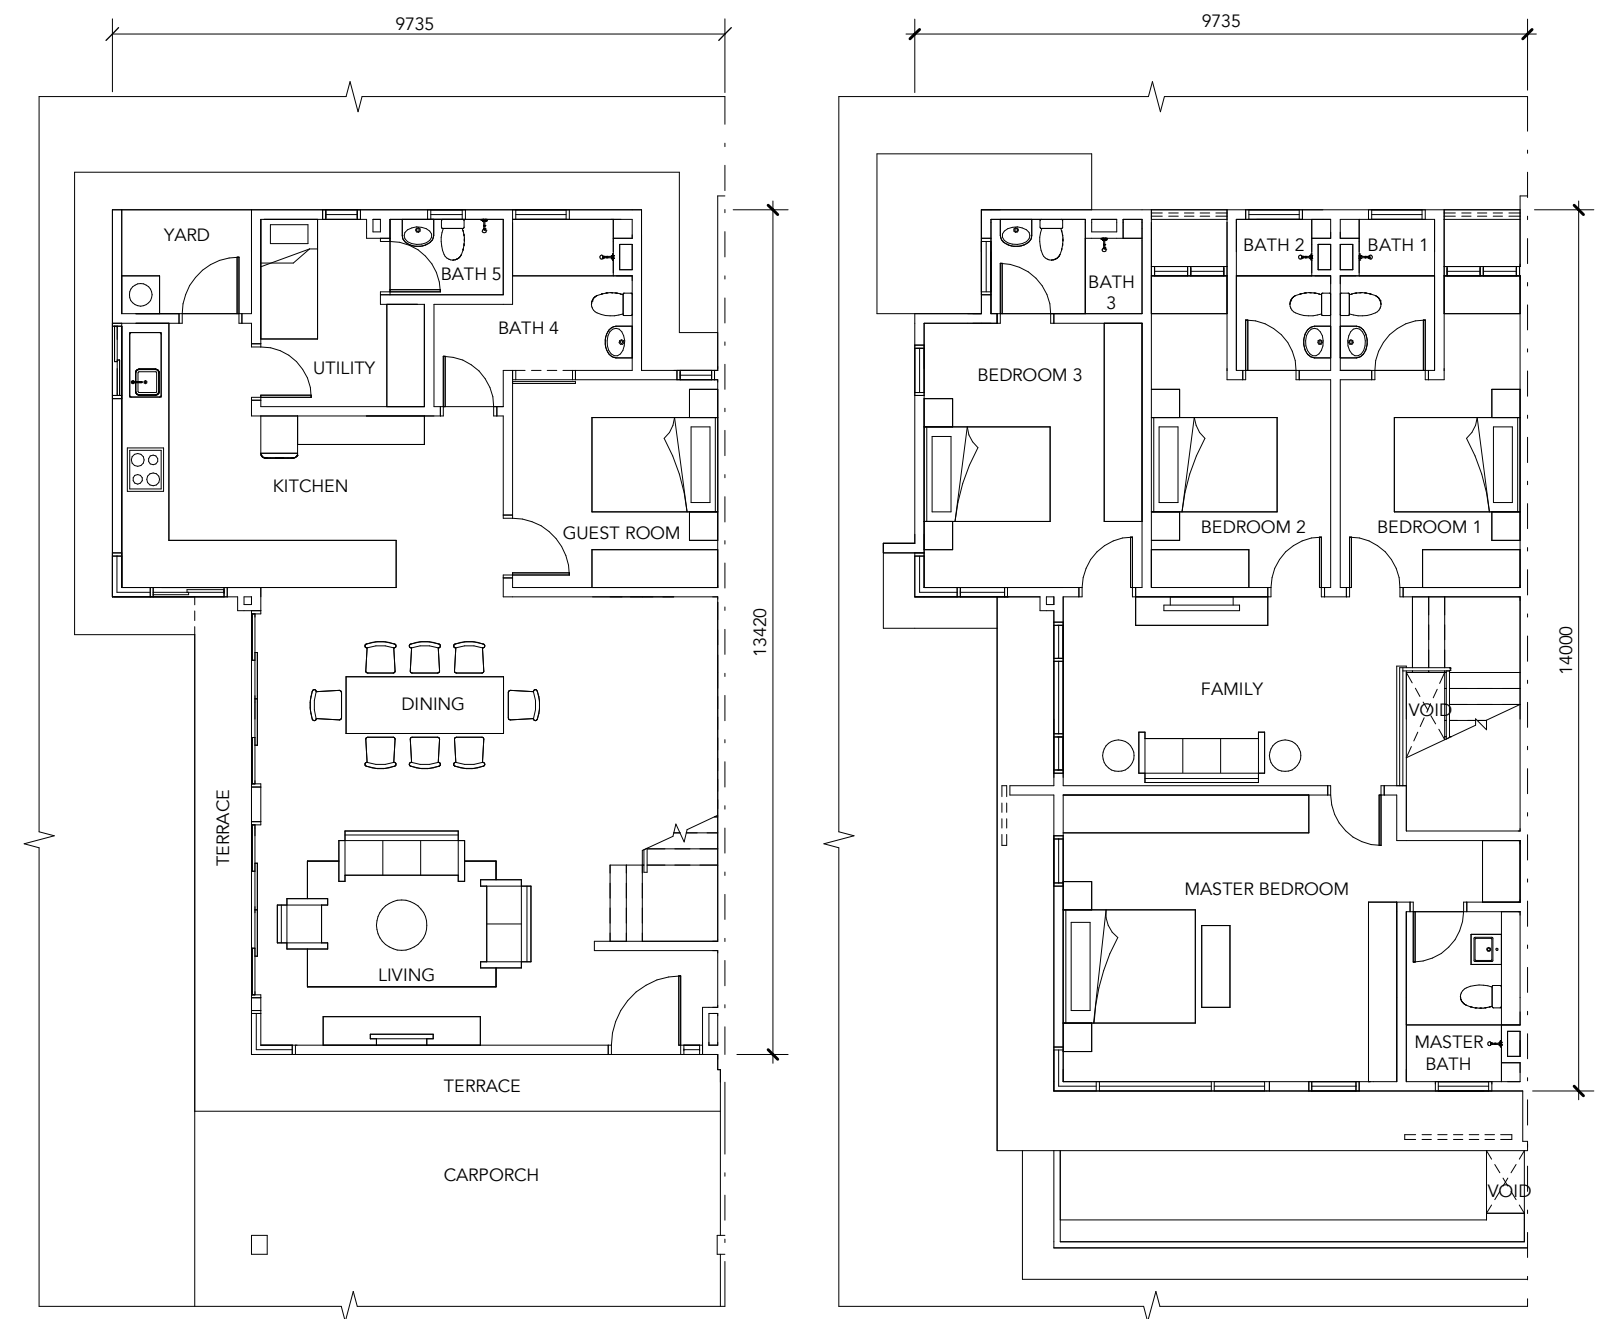 9735
YARD
BATH 5
BATH 4
UTILITY
KITCHEN
GUEST ROOM
13420
DINING
TERRACE
LIVING
TERRACE
CARPORCH
9735
BATH 2
BATH 1
BATH
3
BEDROOM 3
BEDROOM 2
BEDROOM 1
14000
FAMILY
VOID
MASTER BEDROOM
MASTER
BATH
VOID